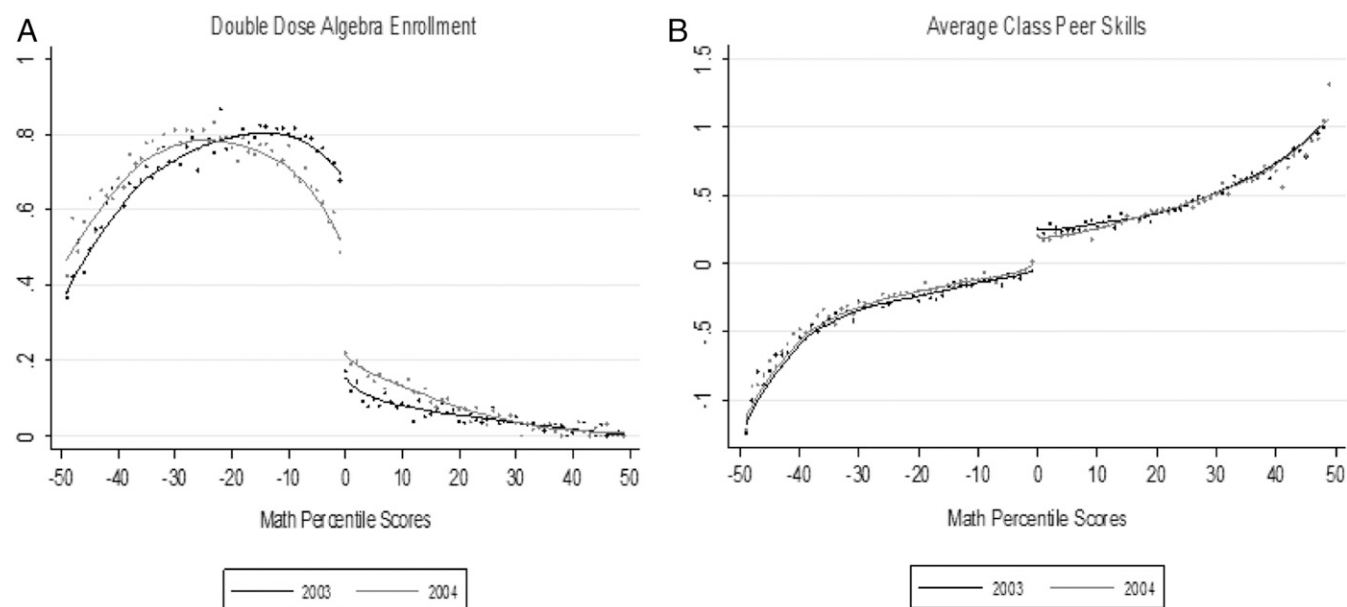 A
Double Dose Algebra Enrollment
1
.8
.6
.4
.2
0
-50 -40 -30 -20 -10 0 10 20 30 40 50
Math Percentile Scores
2003 2004
B
Average Class Peer Skills
1.5
1
.5
0
-.5
-1
-50 -40 -30 -20 -10 0 10 20 30 40 50
Math Percentile Scores
2003 2004